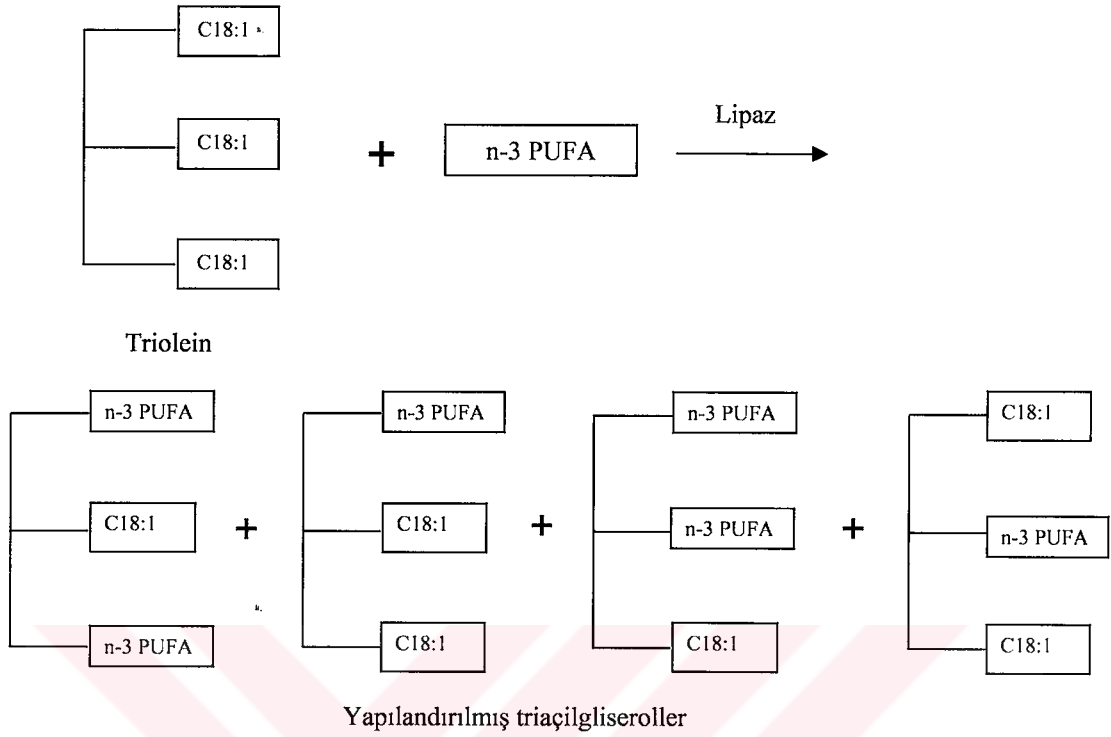 C18:1
C18:1 + n-3 PUFA Lipaz
C18:1
Triolein
n-3 PUFA n-3 PUFA n-3 PUFA C18:1
C18:1 + C18:1 + n-3 PUFA + n-3 PUFA
n-3 PUFA C18:1 C18:1 C18:1
Yapılandırılmış triaçilgliseroller